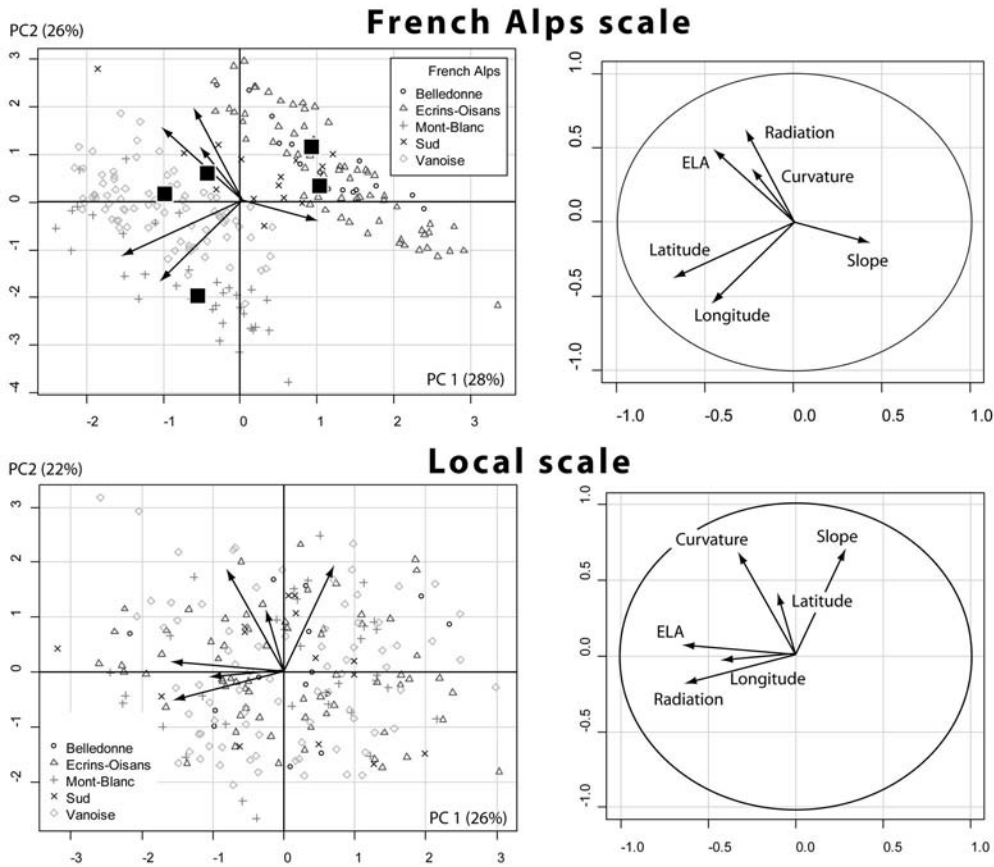 French Alps scale
PC2 (26%)
3
2
1
0
-1
-2
-3
-4
French Alps
Belledonne
Ecrins-Oisans
Mont-Blanc
Sud
Vanoise
PC 1 (28%)
-2
-1
0
1
2
3
1.0
0.5
0.0
-0.5
-1.0
Radiation
ELA
Curvature
Latitude
Slope
Longitude
-1.0
-0.5
0.0
0.5
1.0
Local scale
PC2 (22%)
3
2
1
0
-1
-2
Belledonne
Ecrins-Oisans
Mont-Blanc
Sud
Vanoise
PC 1 (26%)
-3
-2
-1
0
1
2
3
1.0
0.5
0.0
-0.5
-1.0
Curvature
Slope
Latitude
ELA
Longitude
Radiation
-1.0
-0.5
0.0
0.5
1.0